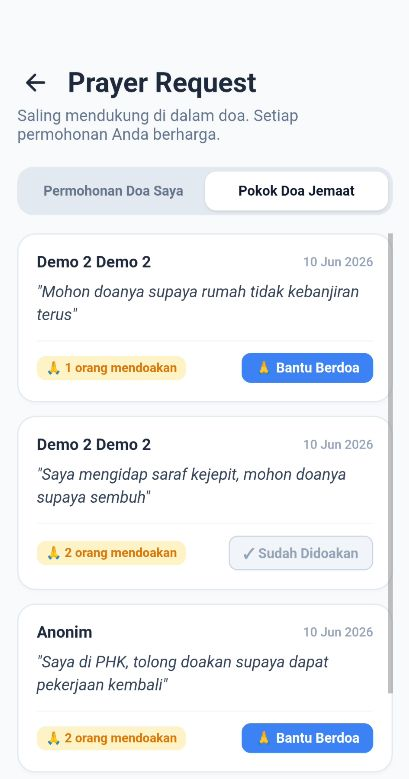 Prayer Request
Saling mendukung di dalam doa. Setiap
permohonan Anda berharga.
Permohonan Doa Saya
Pokok Doa Jemaat
Demo 2 Demo 2
10 Jun 2026
"Mohon doanya supaya rumah tidak kebanjiran
terus"
🙏 1 orang mendoakan
🙏 Bantu Berdoa
Demo 2 Demo 2
10 Jun 2026
"Saya mengidap saraf kejepit, mohon doanya
supaya sembuh"
🙏 2 orang mendoakan
✓ Sudah Didoakan
Anonim
10 Jun 2026
"Saya di PHK, tolong doakan supaya dapat
pekerjaan kembali"
🙏 2 orang mendoakan
🙏 Bantu Berdoa